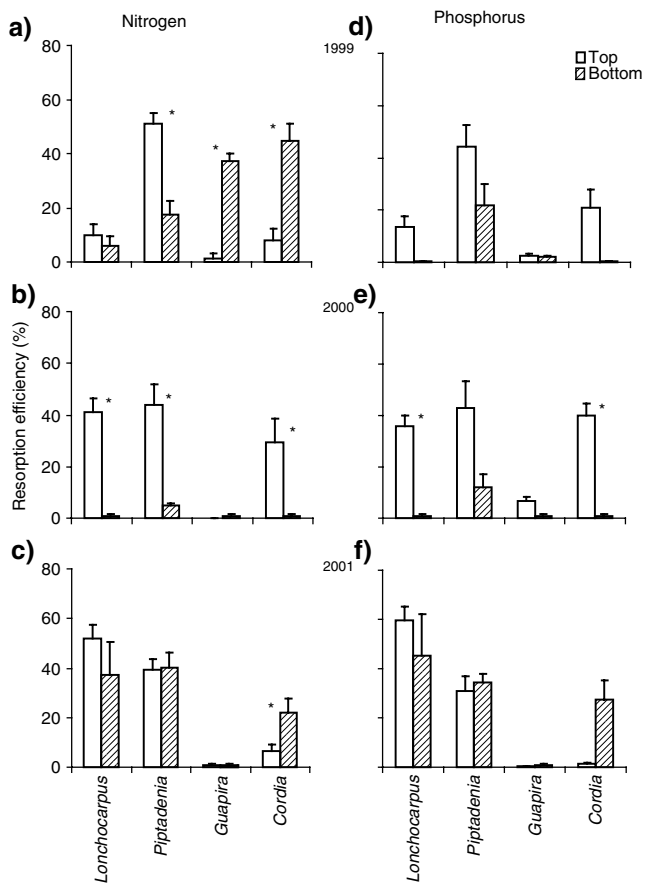 Nitrogen
Phosphorus
a)
d)
1999
80
60
40
20
0
Top
Bottom
*
*
*
b)
e)
2000
80
60
40
20
0
*
*
*
*
*
Resorption efficiency (%)
c)
f)
2001
80
60
40
20
0
*
Lonchocarpus
Piptadenia
Guapira
Cordia
Lonchocarpus
Piptadenia
Guapira
Cordia